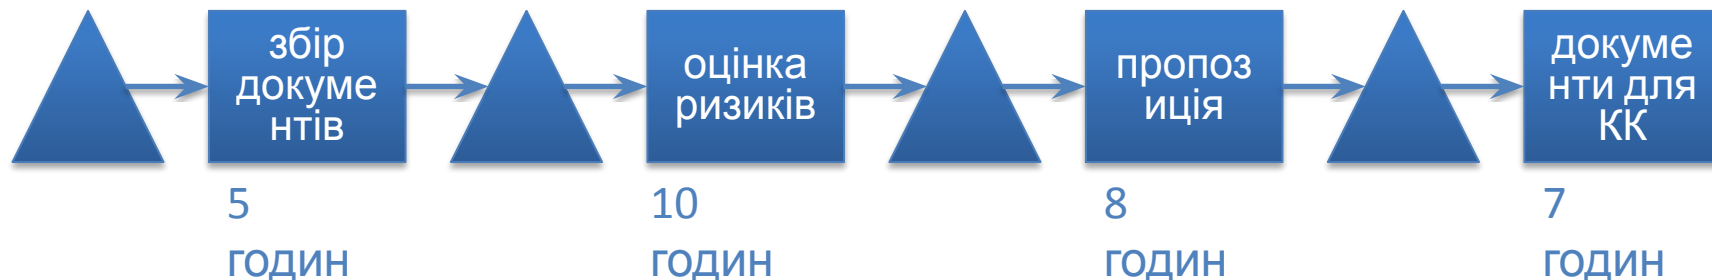 збір
докуме
нтів
оцінка
ризиків
пропоз
иція
докуме
нти для
КК
5
годин
10
годин
8
годин
7
годин